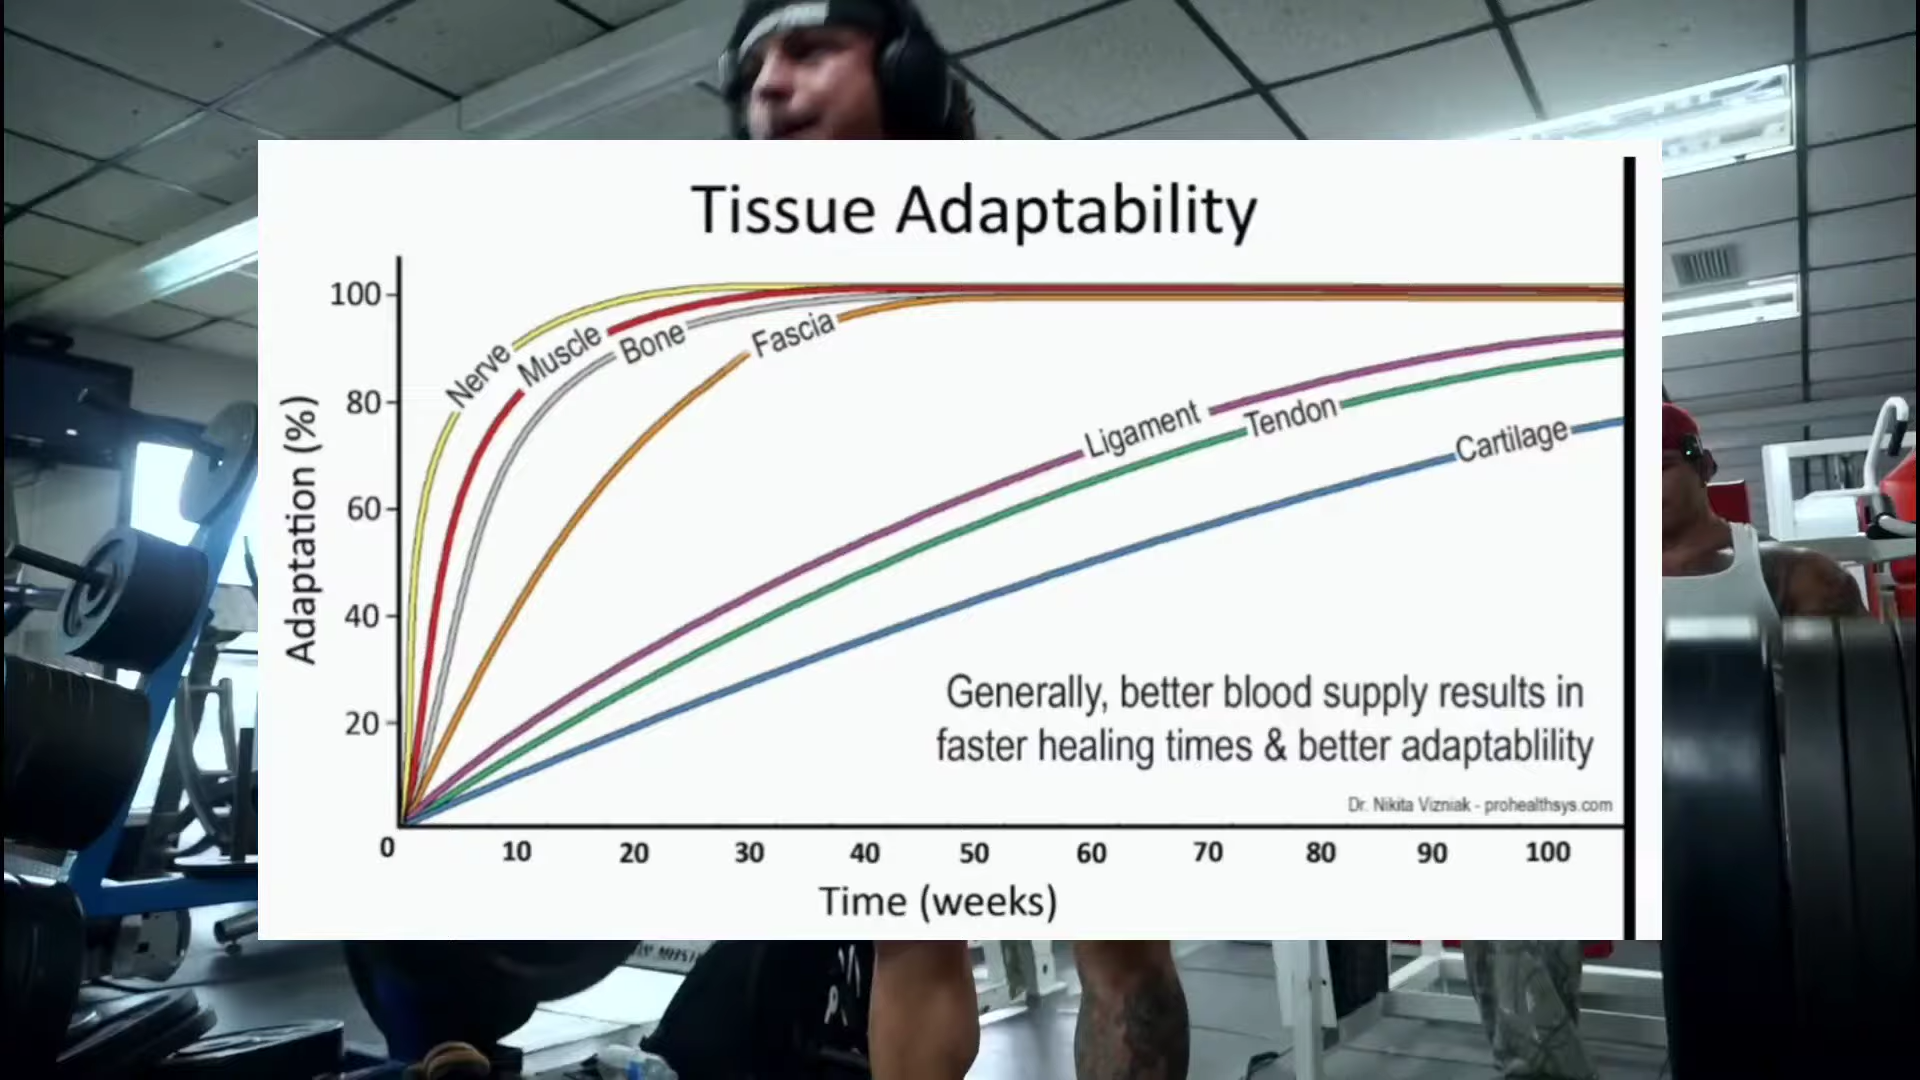 Tissue Adaptability
Adaptation (%)
100
80
60
40
20
0
Nerve
Muscle
Bone
Fascia
Ligament
Tendon
Cartilage
Generally, better blood supply results in
faster healing times & better adaptablility
Dr. Nikita Vizniak - prohealthsys.com
10 20 30 40 50 60 70 80 90 100
Time (weeks)